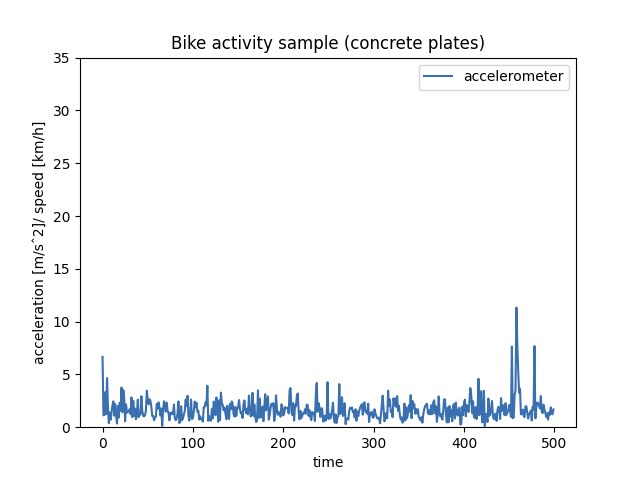 Bike activity sample (concrete plates)
accelerometer
35
30
25
20
15
10
5
0
acceleration [m/sˆ2]/ speed [km/h]
0 100 200 300 400 500
time